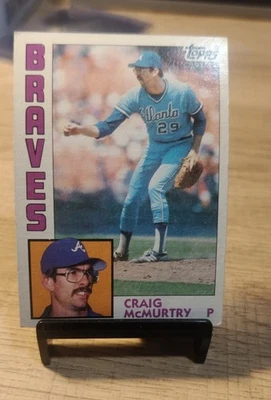 BRAVES
Topps
Atlanta
29
A
CRAIG
McMURTRY P